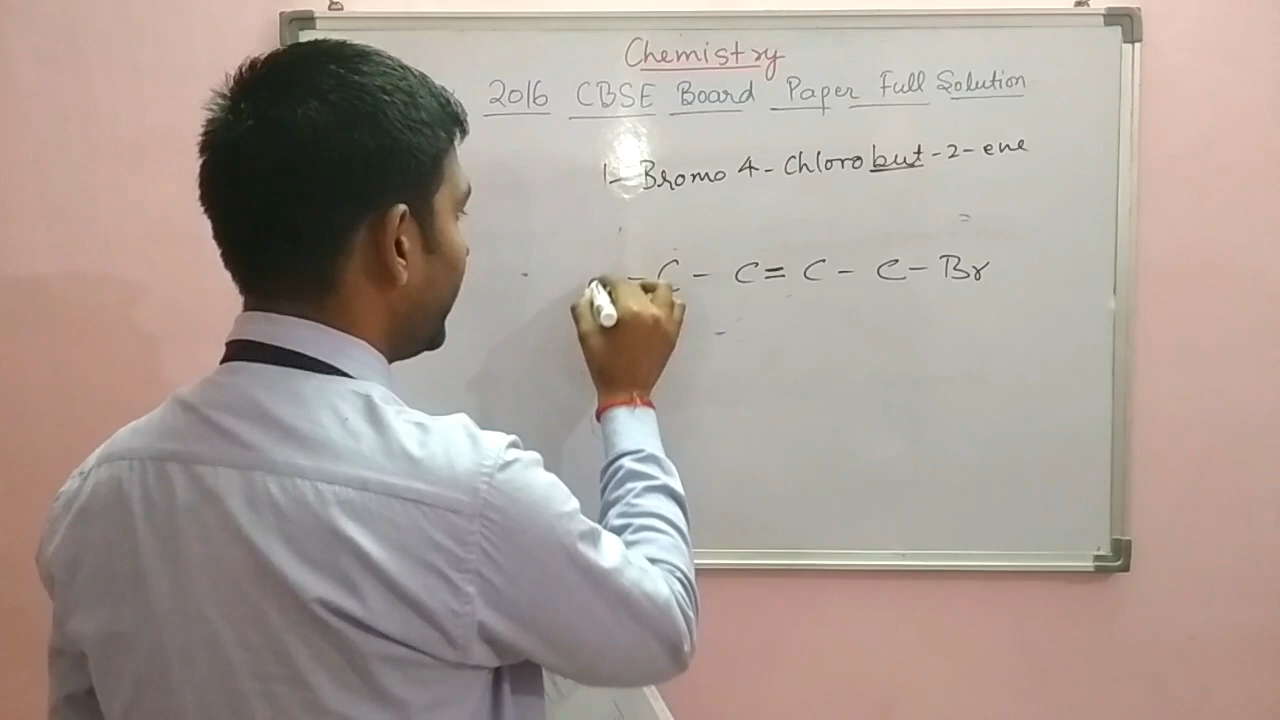 Chemistry
2016 CBSE Board Paper Full Solution
1- Bromo 4- Chloro but -2- ene
- C - C = C - C - Br